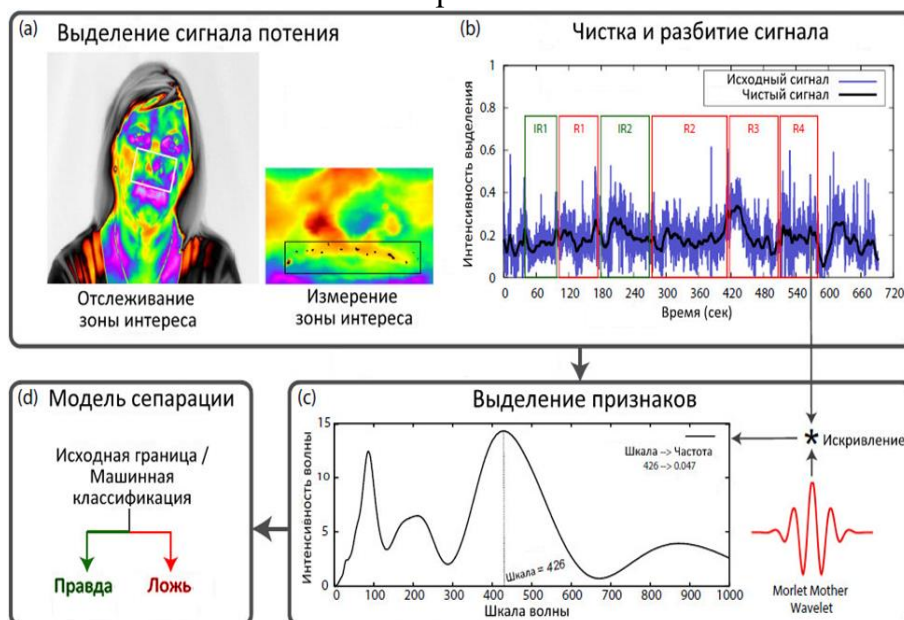 (a) Выделение сигнала потения
Отслеживание
зоны интереса
Измерение
зоны интереса
(b) Чистка и разбитие сигнала
Интенсивность выделения
1
0.8
0.6
0.4
0.2
0
Исходный сигнал
Чистый сигнал
IR1 R1 IR2 R2 R3 R4
0 60 120 180 240 300 360 420 480 540 600 660 720
Время (сек)
(d) Модель сепарации
Исходная граница /
Машинная
классификация
Правда Ложь
(c) Выделение признаков
Интенсивность волны
15
10
5
0
Шкала --> Частота
426 --> 0.047
Шкала = 426
0 100 200 300 400 500 600 700 800 900 1000
Шкала волны
* Искривление
Morlet Mother
Wavelet